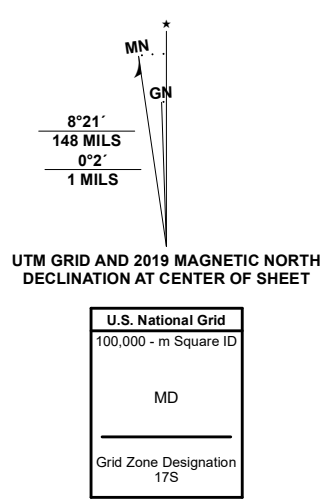 MN
GN
8°21´
148 MILS
0°2´
1 MILS
UTM GRID AND 2019 MAGNETIC NORTH
DECLINATION AT CENTER OF SHEET
U.S. National Grid
100,000 - m Square ID
MD
Grid Zone Designation
17S